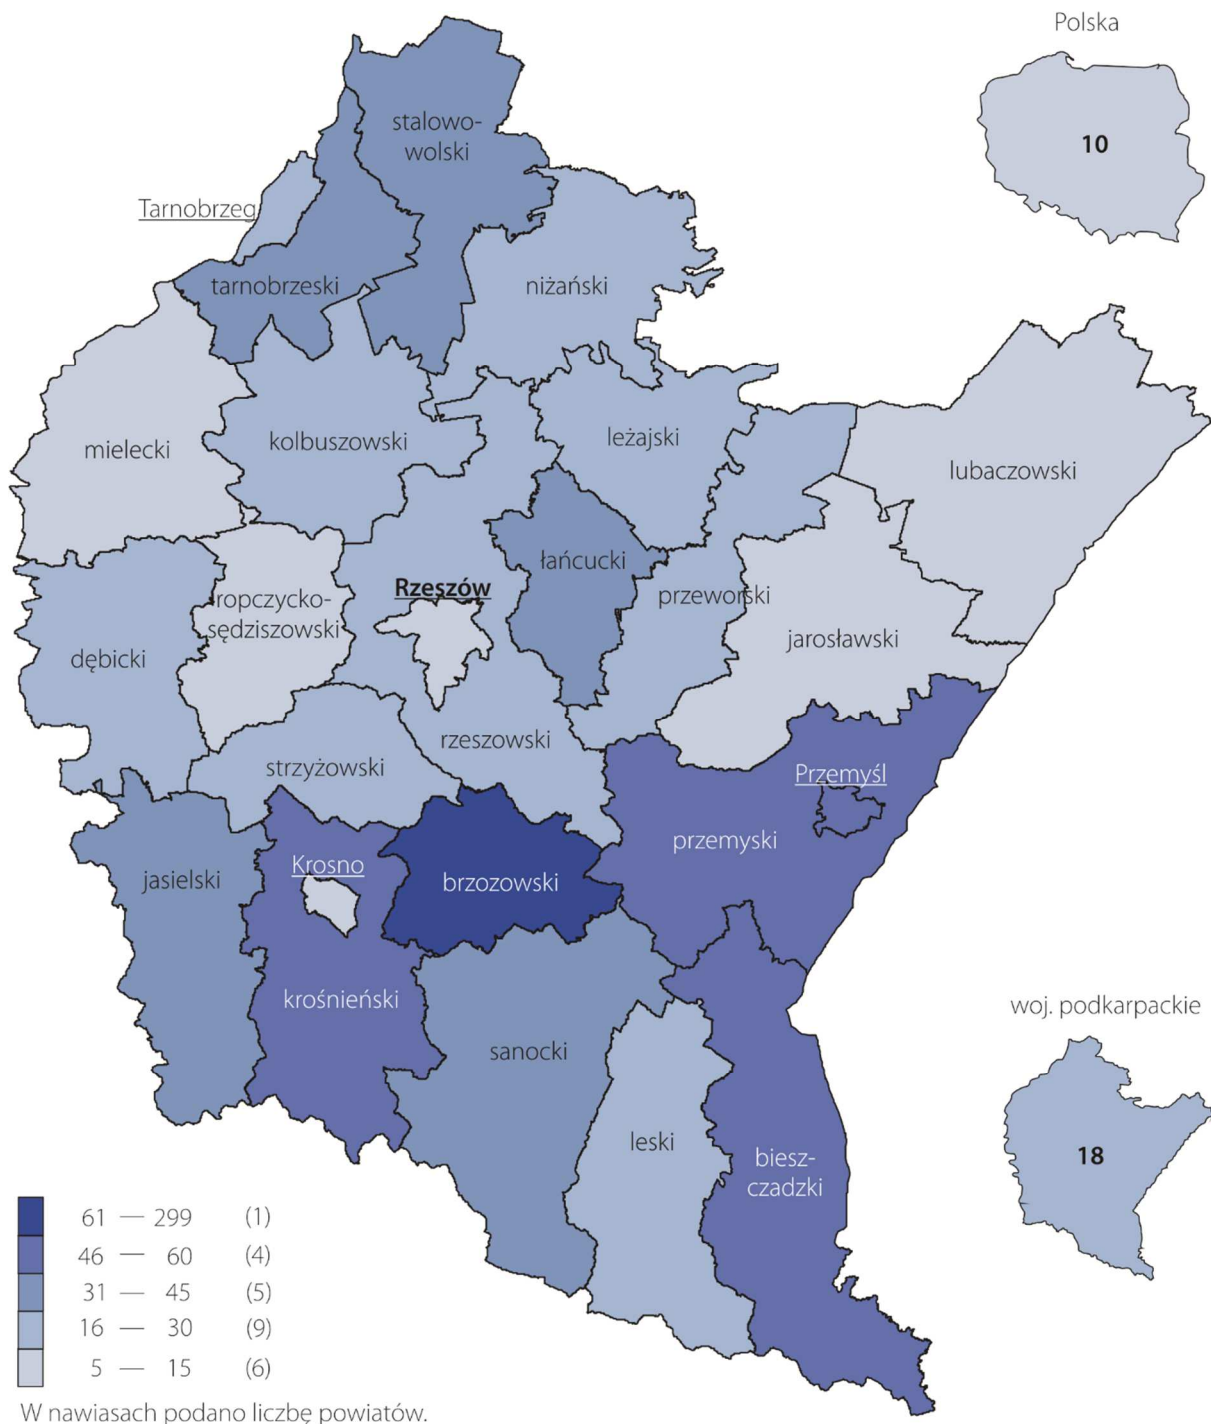 Polska
10
stalowo-
wolski
Tarnobrzeg
tarnobrzeski
niżański
mielecki
kolbuszowski
leżajski
lubaczowski
łańcucki
Rzeszów
przeworski
ropczycko-
sędziszowski
jarosławski
dębicki
rzeszowski
strzyżowski
Przemyśl
przemyski
Krosno
jasielski
brzozowski
krośnieński
sanocki
woj. podkarpackie
leski
biesz-
czadzki
18
61 — 299 (1)
46 — 60 (4)
31 — 45 (5)
16 — 30 (9)
5 — 15 (6)
W nawiasach podano liczbę powiatów.